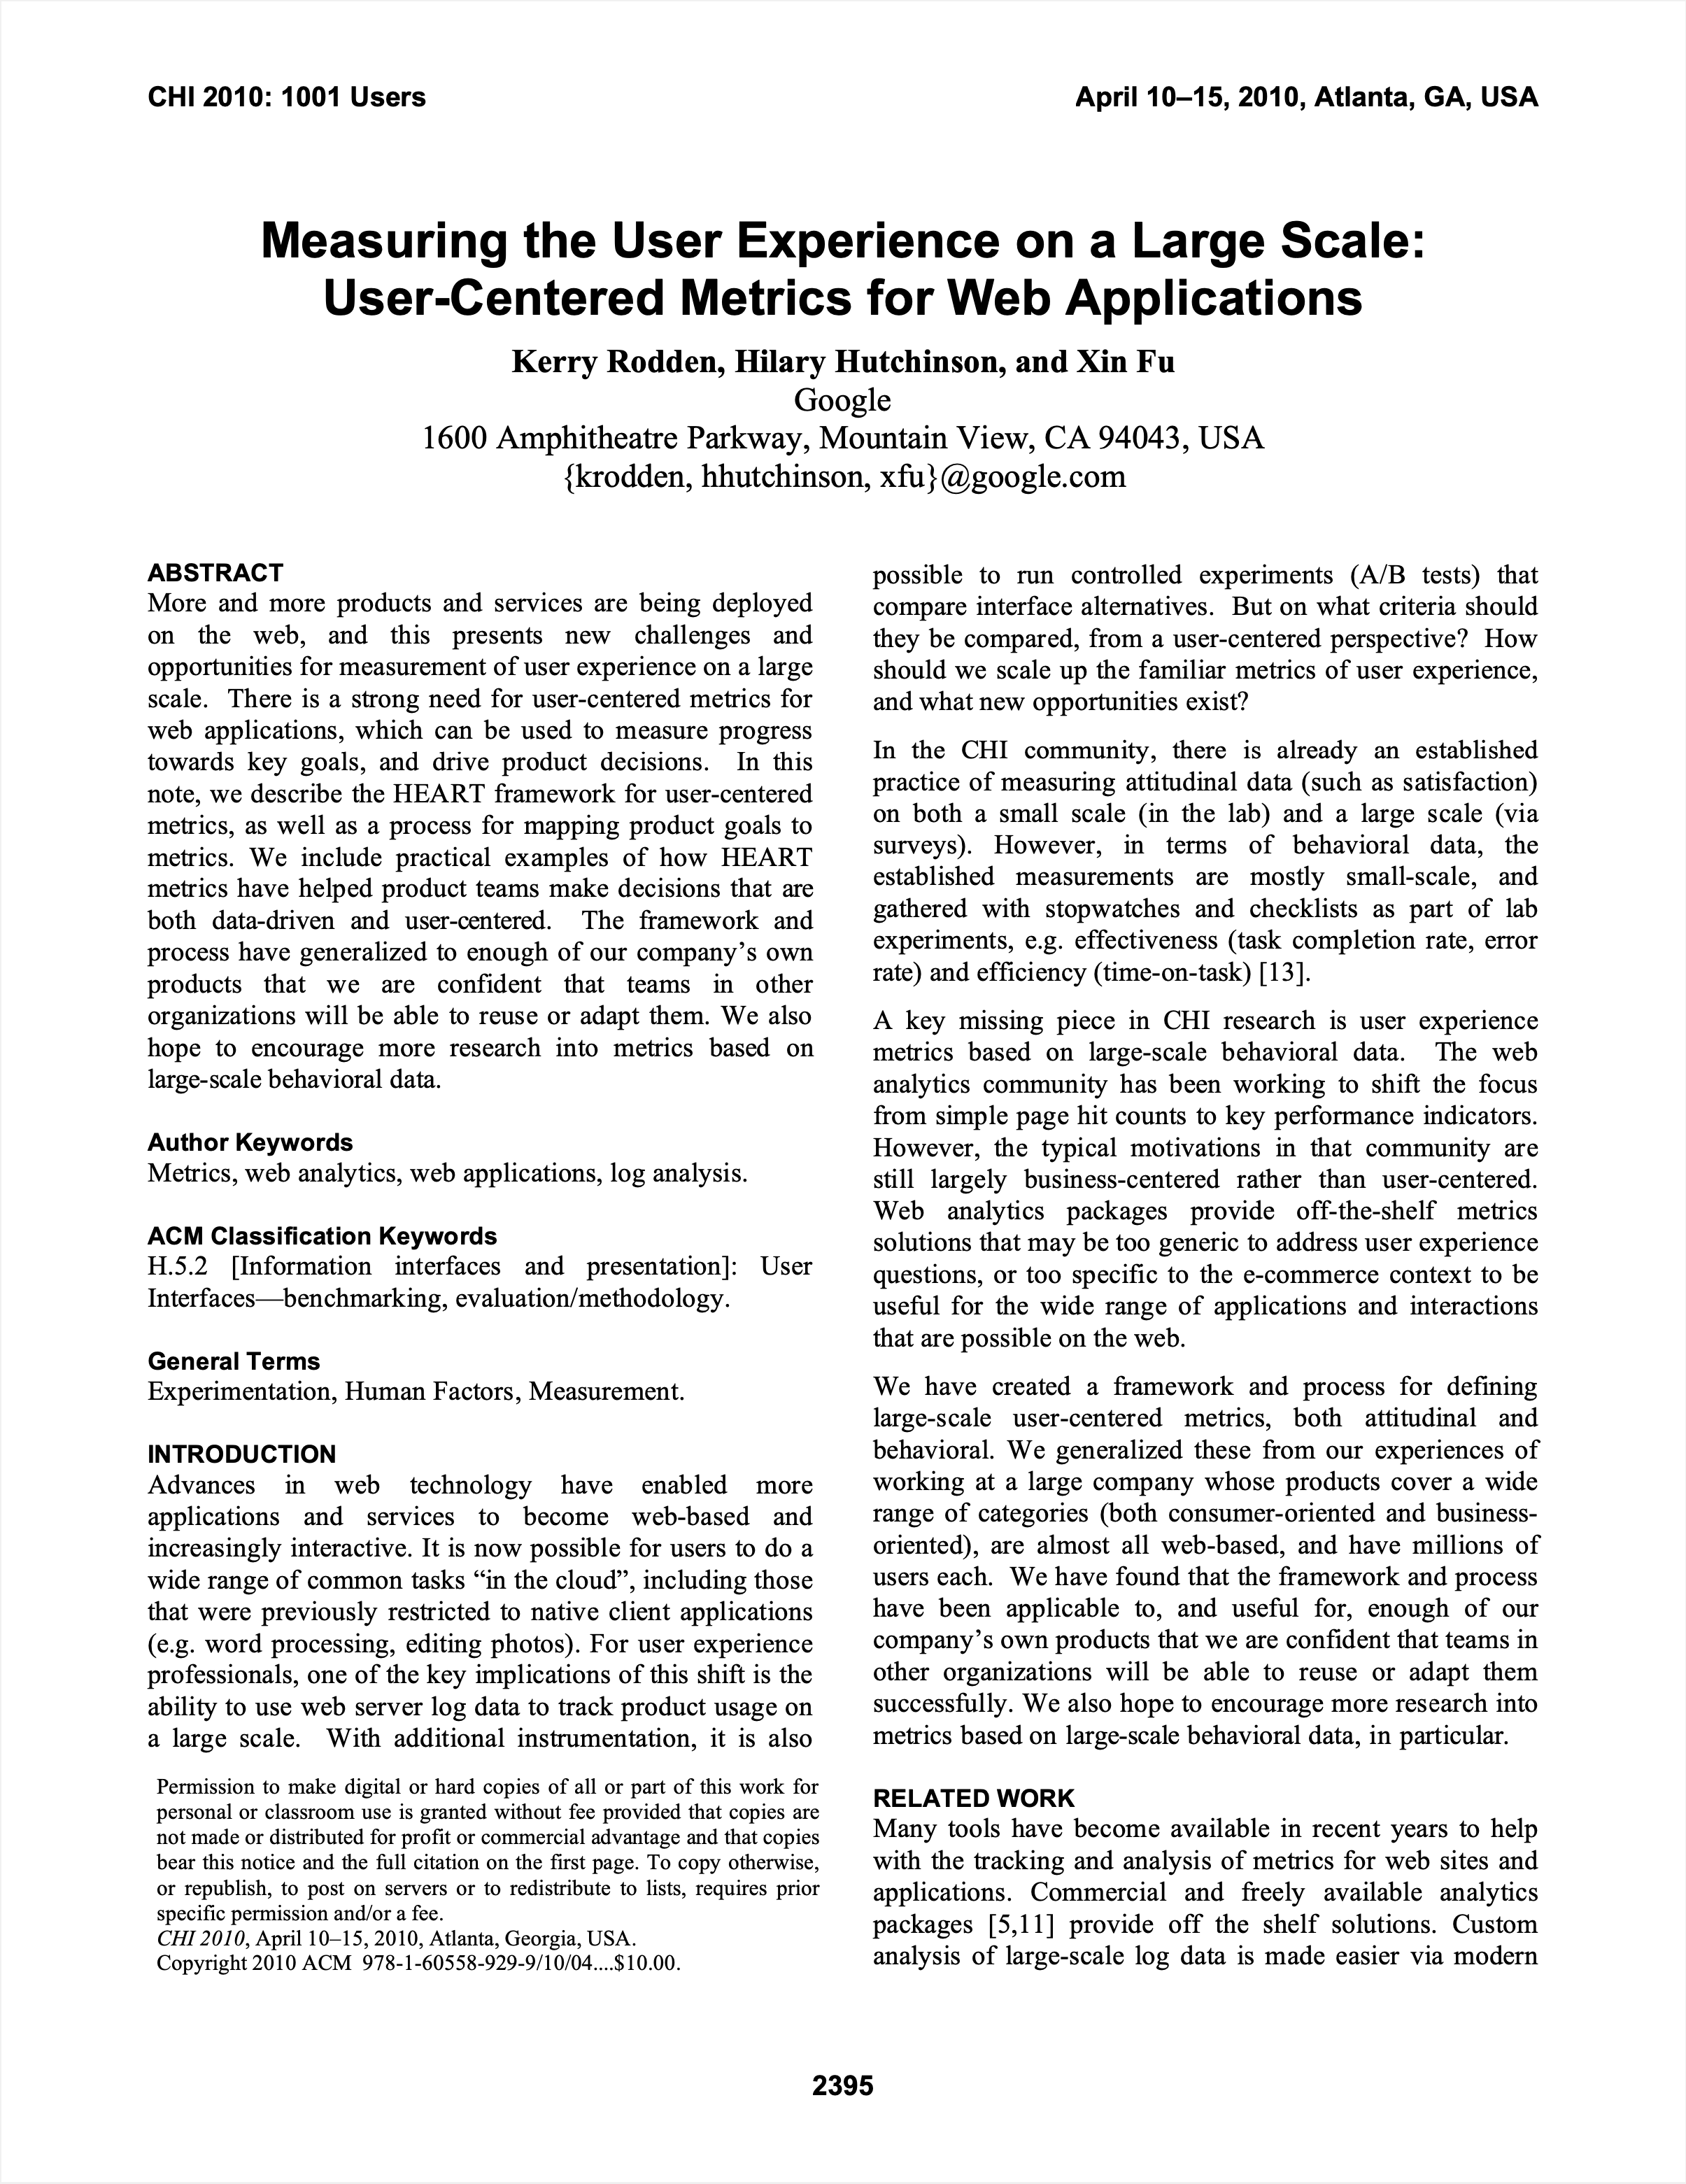 CHI 2010: 1001 Users
April 10–15, 2010, Atlanta, GA, USA
Measuring the User Experience on a Large Scale:
User-Centered Metrics for Web Applications
Kerry Rodden, Hilary Hutchinson, and Xin Fu
Google
1600 Amphitheatre Parkway, Mountain View, CA 94043, USA
{krodden, hhutchinson, xfu}@google.com
ABSTRACT
More and more products and services are being deployed
on the web, and this presents new challenges and
opportunities for measurement of user experience on a large
scale. There is a strong need for user-centered metrics for
web applications, which can be used to measure progress
towards key goals, and drive product decisions. In this
note, we describe the HEART framework for user-centered
metrics, as well as a process for mapping product goals to
metrics. We include practical examples of how HEART
metrics have helped product teams make decisions that are
both data-driven and user-centered. The framework and
process have generalized to enough of our company’s own
products that we are confident that teams in other
organizations will be able to reuse or adapt them. We also
hope to encourage more research into metrics based on
large-scale behavioral data.
Author Keywords
Metrics, web analytics, web applications, log analysis.
ACM Classification Keywords
H.5.2 [Information interfaces and presentation]: User
Interfaces—benchmarking, evaluation/methodology.
General Terms
Experimentation, Human Factors, Measurement.
INTRODUCTION
Advances in web technology have enabled more
applications and services to become web-based and
increasingly interactive. It is now possible for users to do a
wide range of common tasks “in the cloud”, including those
that were previously restricted to native client applications
(e.g. word processing, editing photos). For user experience
professionals, one of the key implications of this shift is the
ability to use web server log data to track product usage on
a large scale. With additional instrumentation, it is also
Permission to make digital or hard copies of all or part of this work for
personal or classroom use is granted without fee provided that copies are
not made or distributed for profit or commercial advantage and that copies
bear this notice and the full citation on the first page. To copy otherwise,
or republish, to post on servers or to redistribute to lists, requires prior
specific permission and/or a fee.
CHI 2010, April 10–15, 2010, Atlanta, Georgia, USA.
Copyright 2010 ACM 978-1-60558-929-9/10/04....$10.00.
possible to run controlled experiments (A/B tests) that
compare interface alternatives. But on what criteria should
they be compared, from a user-centered perspective? How
should we scale up the familiar metrics of user experience,
and what new opportunities exist?
In the CHI community, there is already an established
practice of measuring attitudinal data (such as satisfaction)
on both a small scale (in the lab) and a large scale (via
surveys). However, in terms of behavioral data, the
established measurements are mostly small-scale, and
gathered with stopwatches and checklists as part of lab
experiments, e.g. effectiveness (task completion rate, error
rate) and efficiency (time-on-task) [13].
A key missing piece in CHI research is user experience
metrics based on large-scale behavioral data. The web
analytics community has been working to shift the focus
from simple page hit counts to key performance indicators.
However, the typical motivations in that community are
still largely business-centered rather than user-centered.
Web analytics packages provide off-the-shelf metrics
solutions that may be too generic to address user experience
questions, or too specific to the e-commerce context to be
useful for the wide range of applications and interactions
that are possible on the web.
We have created a framework and process for defining
large-scale user-centered metrics, both attitudinal and
behavioral. We generalized these from our experiences of
working at a large company whose products cover a wide
range of categories (both consumer-oriented and business-
oriented), are almost all web-based, and have millions of
users each. We have found that the framework and process
have been applicable to, and useful for, enough of our
company’s own products that we are confident that teams in
other organizations will be able to reuse or adapt them
successfully. We also hope to encourage more research into
metrics based on large-scale behavioral data, in particular.
RELATED WORK
Many tools have become available in recent years to help
with the tracking and analysis of metrics for web sites and
applications. Commercial and freely available analytics
packages [5,11] provide off the shelf solutions. Custom
analysis of large-scale log data is made easier via modern
2395